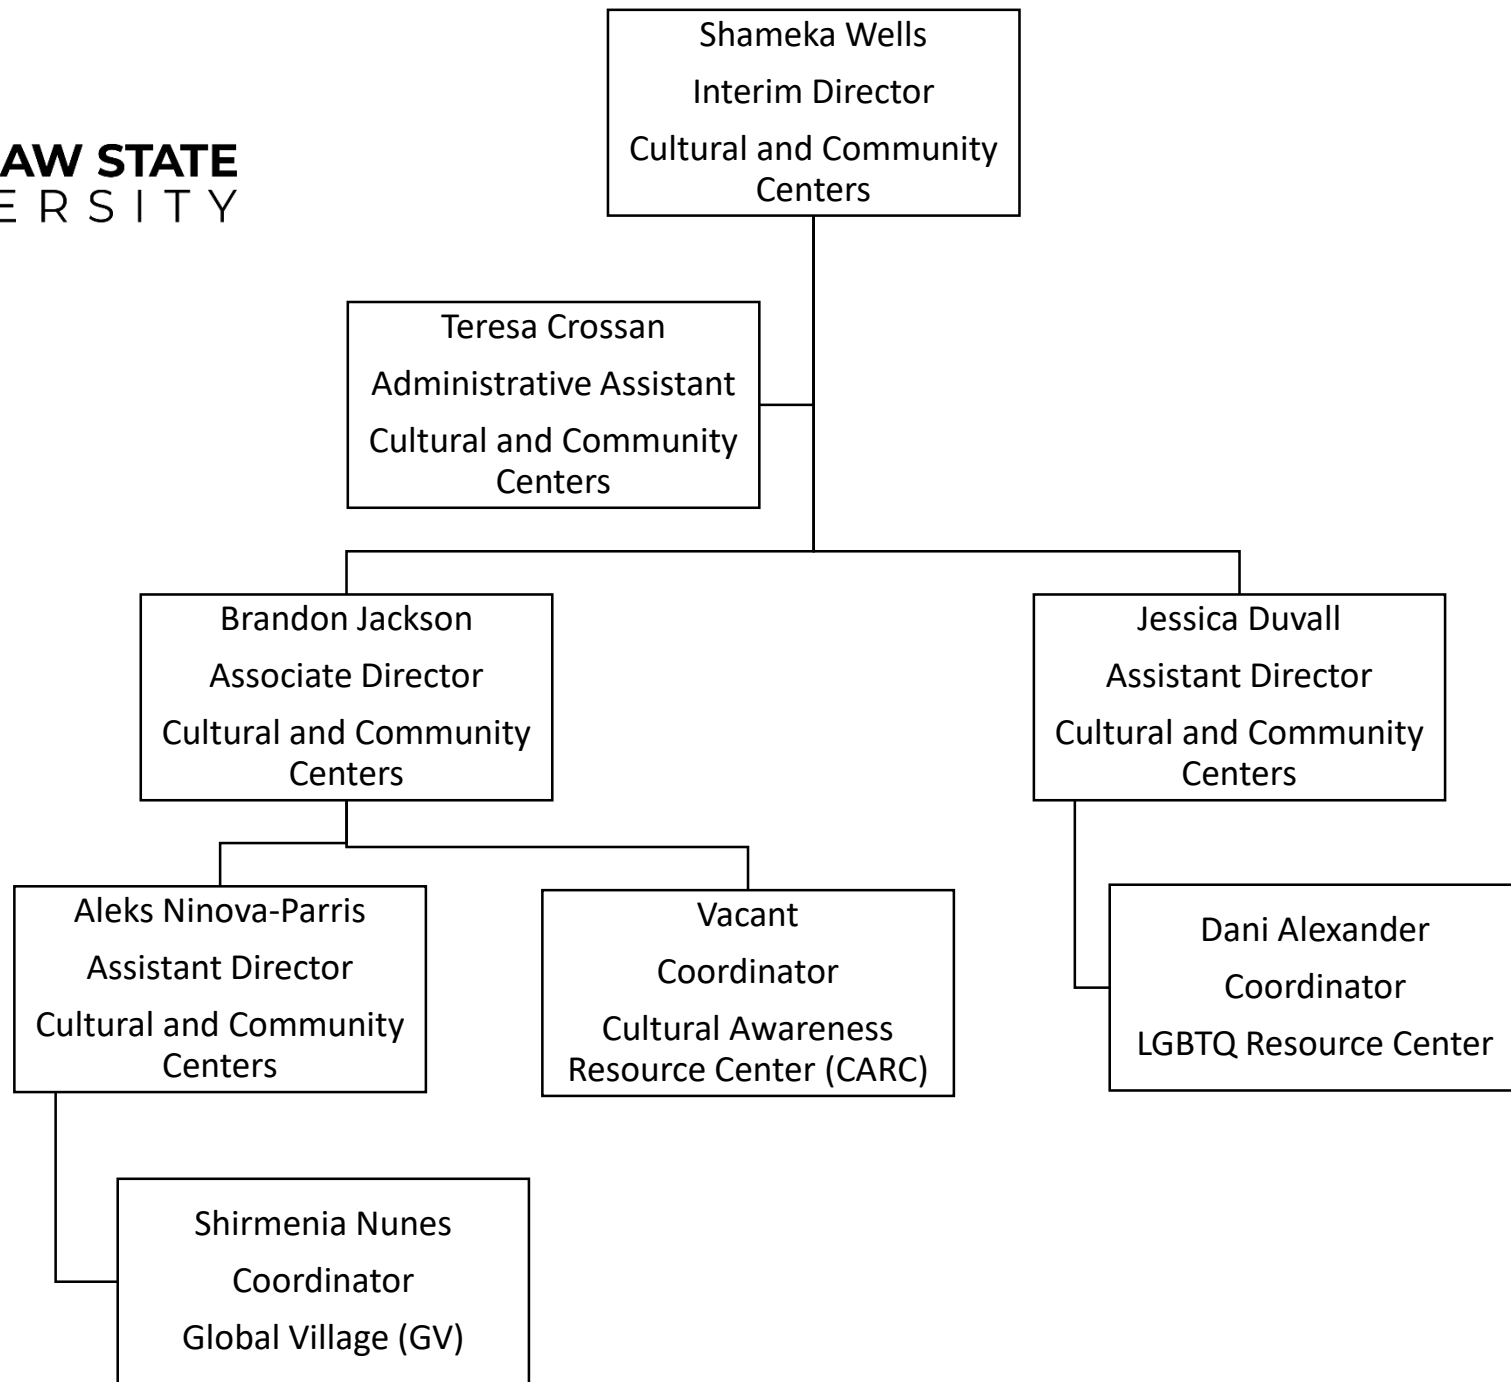 Shameka Wells
Interim Director
Cultural and Community
Centers
AW STATE
ERSITY
Teresa Crossan
Administrative Assistant
Cultural and Community
Centers
Brandon Jackson
Associate Director
Cultural and Community
Centers
Jessica Duvall
Assistant Director
Cultural and Community
Centers
Aleks Ninova-Parris
Assistant Director
Cultural and Community
Centers
Vacant
Coordinator
Cultural Awareness
Resource Center (CARC)
Dani Alexander
Coordinator
LGBTQ Resource Center
Shirmenia Nunes
Coordinator
Global Village (GV)